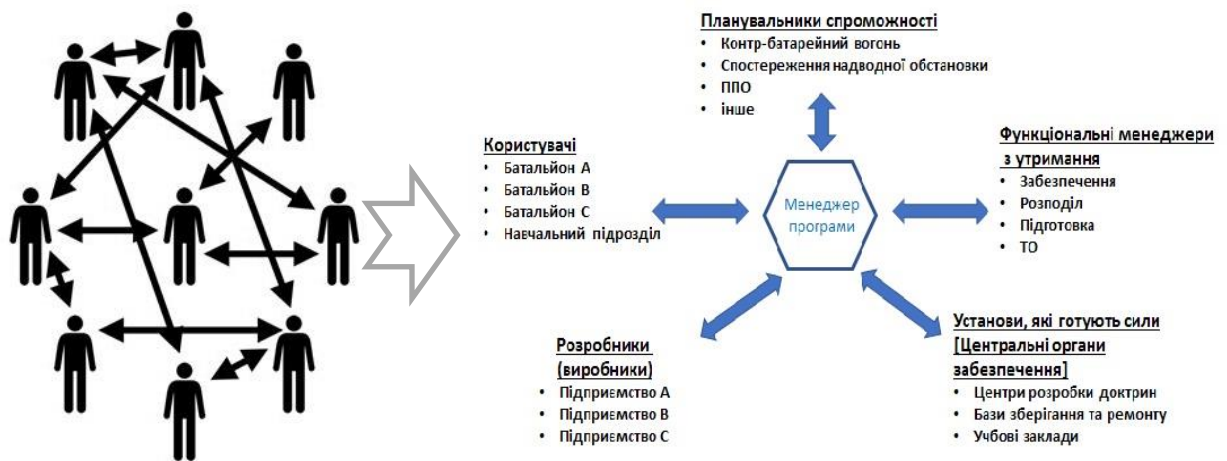 Планувальники спроможності
• Контр-батарейний вогонь
• Спостереження надводної обстановки
• ППО
• інше
Користувачі
• Батальйон А
• Батальйон В
• Батальйон С
• Навчальний підрозділ
Менеджер
програми
Функціональні менеджери
з утримання
• Забезпечення
• Розподіл
• Підготовка
• ТО
Розробники
(виробники)
• Підприємство А
• Підприємство В
• Підприємство С
Установи, які готують сили
[Центральні органи
забезпечення]
• Центри розробки доктрин
• Бази зберігання та ремонту
• Учбові заклади